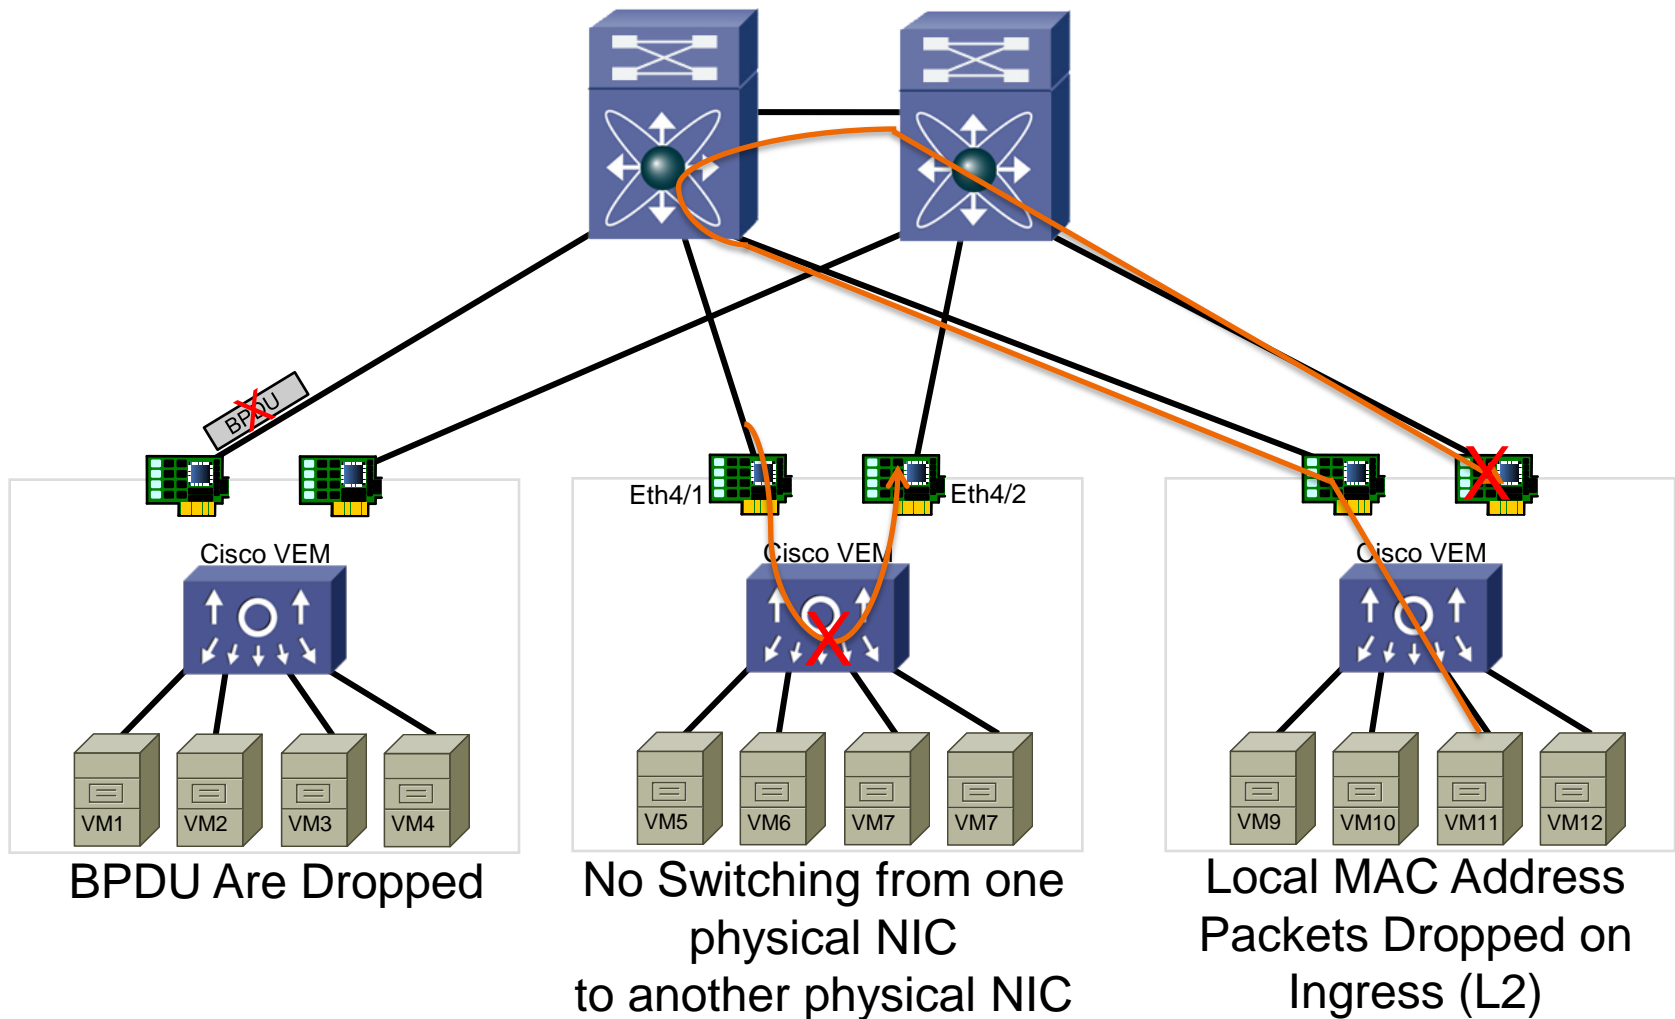 BPDU
Eth4/1
Eth4/2
Cisco VEM
Cisco VEM
Cisco VEM
VM1
VM2
VM3
VM4
VM5
VM6
VM7
VM7
VM9
VM10
VM11
VM12
BPDU Are Dropped
No Switching from one
physical NIC
to another physical NIC
Local MAC Address
Packets Dropped on
Ingress (L2)